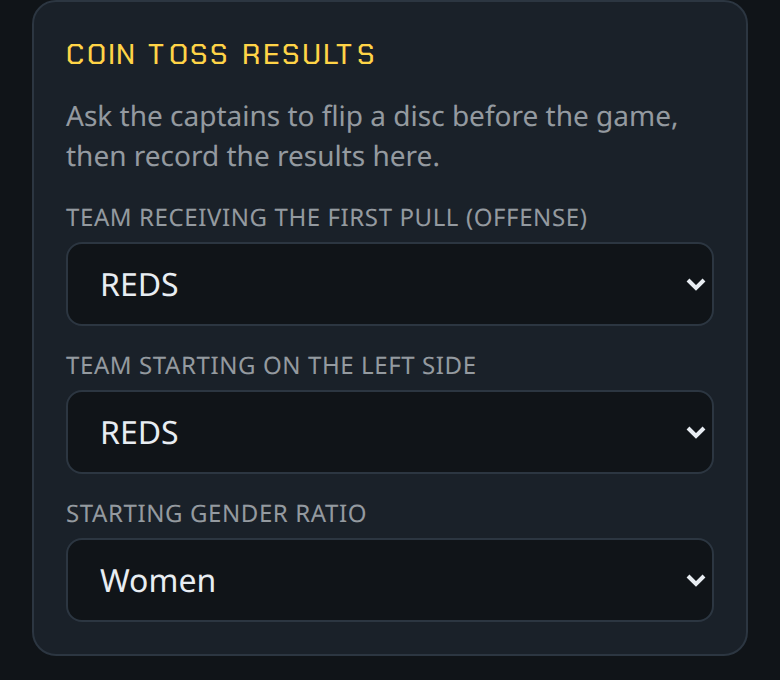 COIN TOSS RESULTS
Ask the captains to flip a disc before the game,
then record the results here.
TEAM RECEIVING THE FIRST PULL (OFFENSE)
REDS
TEAM STARTING ON THE LEFT SIDE
REDS
STARTING GENDER RATIO
Women